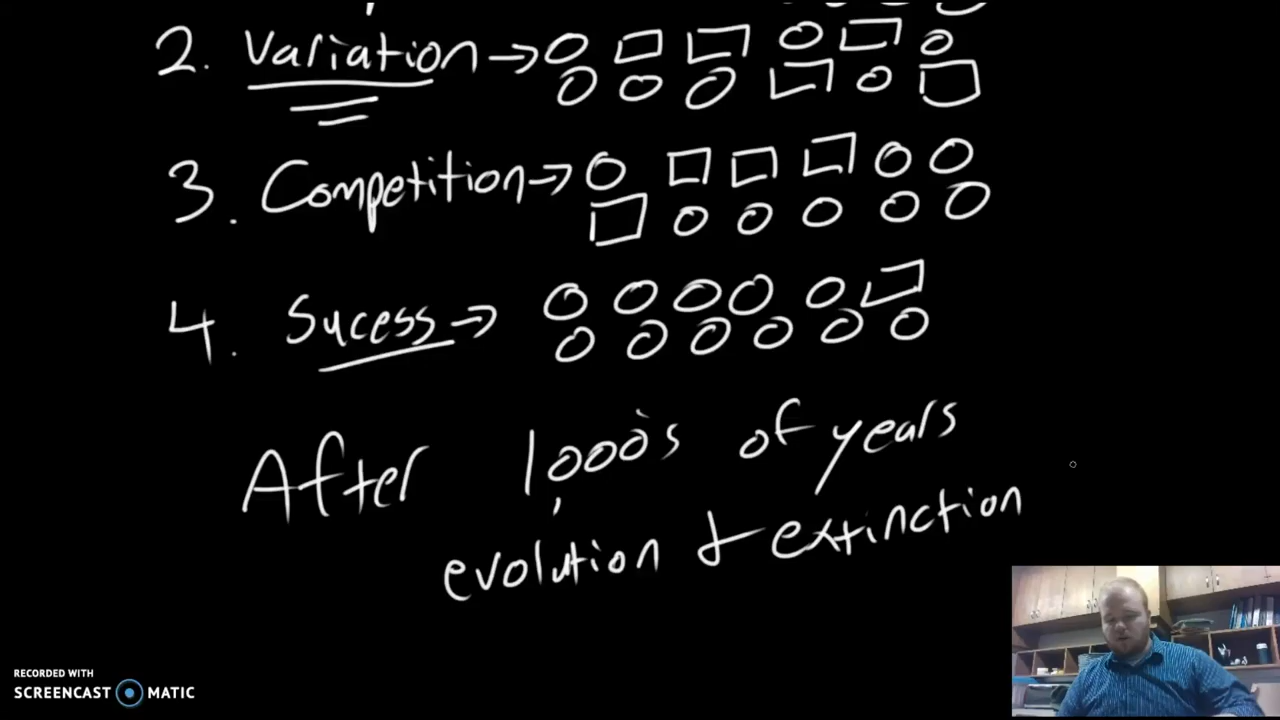 2. Variation →
3. Competition →
4. Sucess →
After 1,000's of years
evolution & extinction
RECORDED WITH
SCREENCAST MATIC